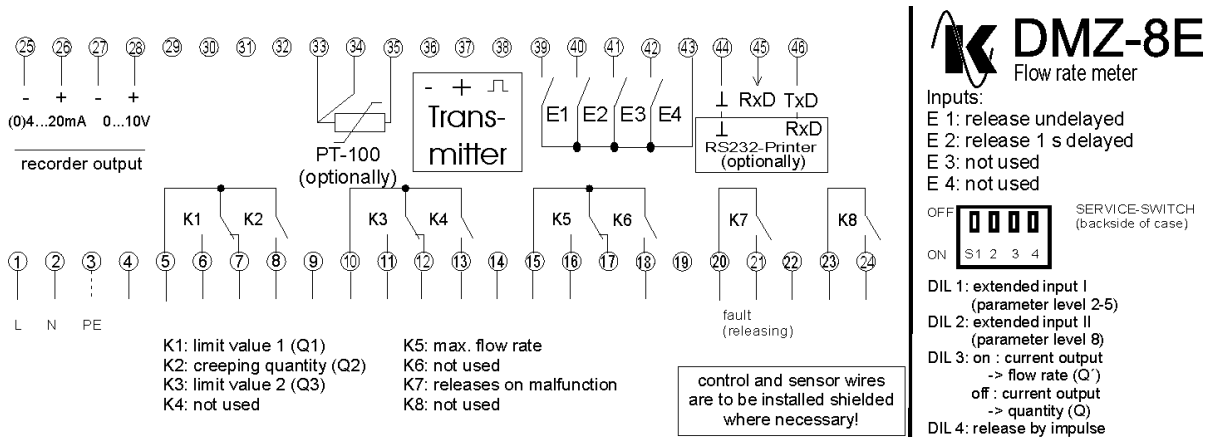 25 26 27 28 29 30 31 32 33 34 35 36 37 38 39 40 41 42 43 44 45 46
- + - +
(0)4...20mA 0...10V
recorder output
PT-100
(optionally)
- +
Trans-
mitter
E1 E2 E3 E4
⊥ RxD TxD
⊥ RxD
RS232-Printer
(optionally)
K1 K2 K3 K4 K5 K6 K7 K8
1 2 3 4 5 6 7 8 9 10 11 12 13 14 15 16 17 18 19 20 21 22 23 24
L N PE
fault
(releasing)
K1: limit value 1 (Q1)
K2: creeping quantity (Q2)
K3: limit value 2 (Q3)
K4: not used
K5: max. flow rate
K6: not used
K7: releases on malfunction
K8: not used
control and sensor wires
are to be installed shielded
where necessary!
K DMZ-8E
Flow rate meter
Inputs:
E 1: release undelayed
E 2: release 1 s delayed
E 3: not used
E 4: not used
OFF
ON
S1 2 3 4
SERVICE-SWITCH
(backside of case)
DIL 1: extended input I
(parameter level 2-5)
DIL 2: extended input II
(parameter level 8)
DIL 3: on : current output
-> flow rate (Q´)
off : current output
-> quantity (Q)
DIL 4: release by impulse